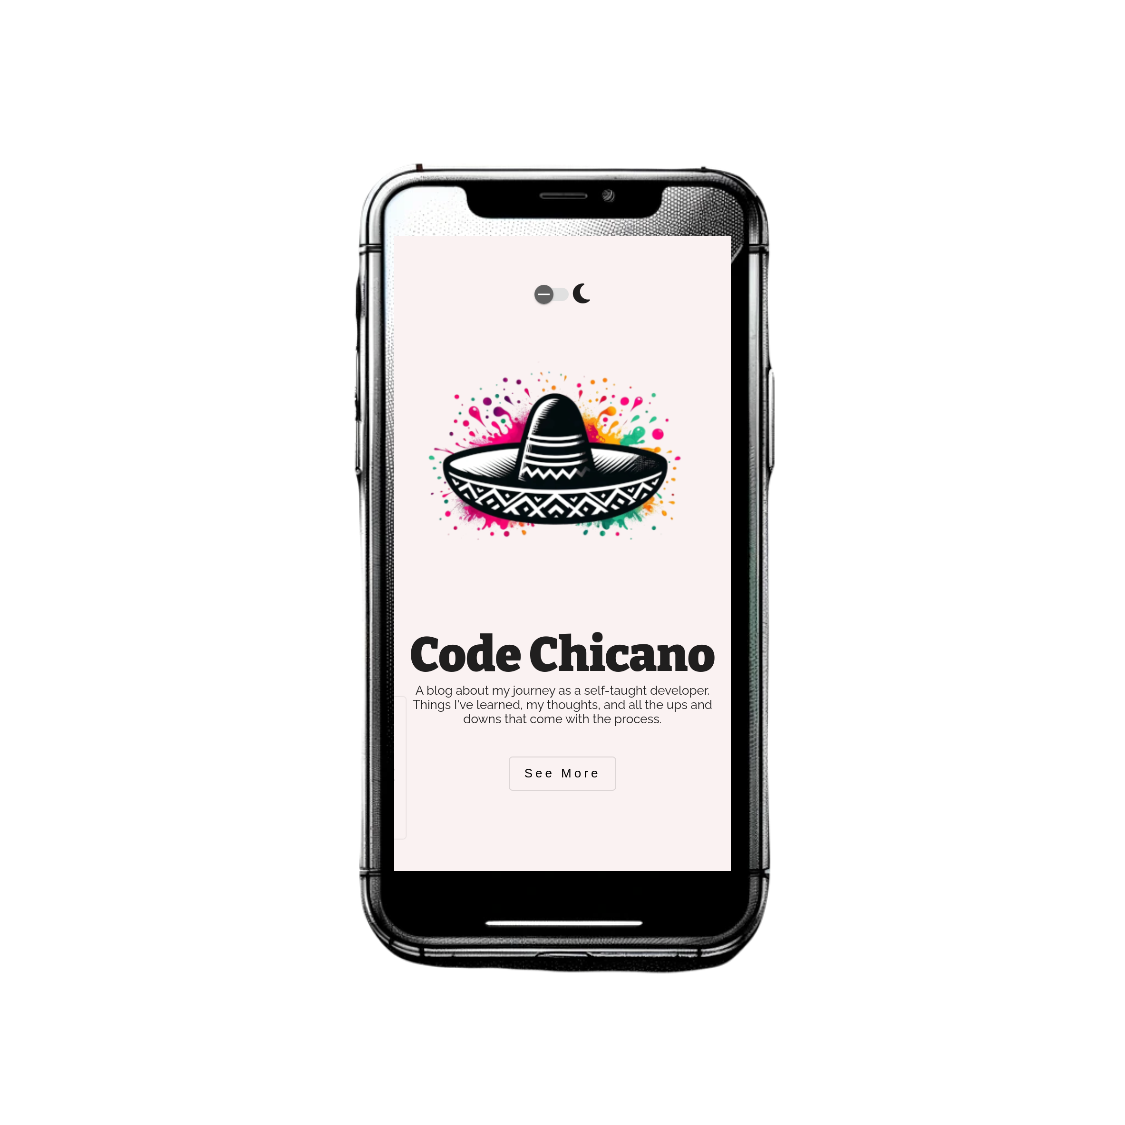 Code Chicano
A blog about my journey as a self-taught developer.
Things I've learned, my thoughts, and all the ups and
downs that come with the process.
See More